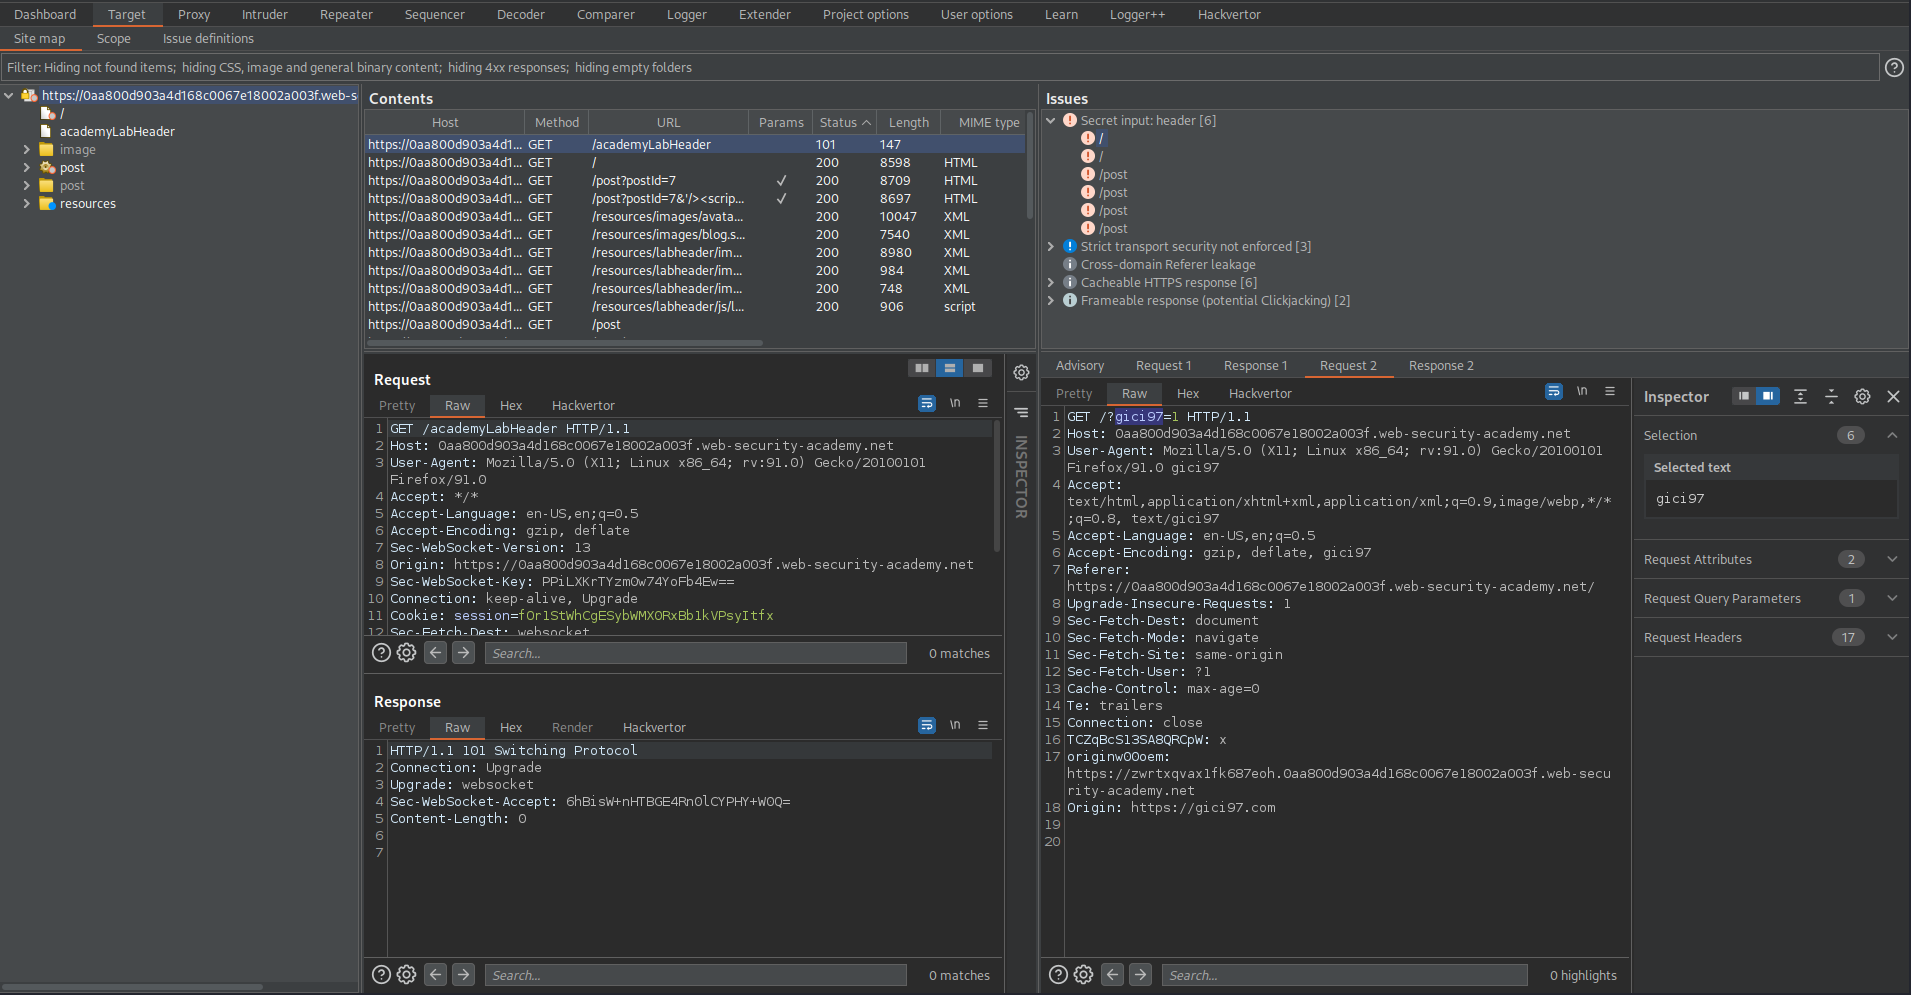 Dashboard Target Proxy Intruder Repeater Sequencer Decoder Comparer Logger Extender Project options User options Learn Logger++ Hackvertor
Site map Scope Issue definitions
Filter: Hiding not found items; hiding CSS, image and general binary content; hiding 4xx responses; hiding empty folders
https://0aa800d903a4d168c0067e18002a003f.web-s
/
academyLabHeader
image
post
post
resources
Contents
Host Method URL Params Status Length MIME type
https://0aa800d903a4d1... GET /academyLabHeader 101 147
https://0aa800d903a4d1... GET / 200 8598 HTML
https://0aa800d903a4d1... GET /post?postId=7 ✓ 200 8709 HTML
https://0aa800d903a4d1... GET /post?postId=7&'/><scrip... ✓ 200 8697 HTML
https://0aa800d903a4d1... GET /resources/images/avata... 200 10047 XML
https://0aa800d903a4d1... GET /resources/images/blog.s... 200 7540 XML
https://0aa800d903a4d1... GET /resources/labheader/im... 200 8980 XML
https://0aa800d903a4d1... GET /resources/labheader/im... 200 984 XML
https://0aa800d903a4d1... GET /resources/labheader/im... 200 748 XML
https://0aa800d903a4d1... GET /resources/labheader/js/l... 200 906 script
https://0aa800d903a4d1... GET /post
Request
Pretty Raw Hex Hackvertor \n
1 GET /academyLabHeader HTTP/1.1
2 Host: 0aa800d903a4d168c0067e18002a003f.web-security-academy.net
3 User-Agent: Mozilla/5.0 (X11; Linux x86_64; rv:91.0) Gecko/20100101
Firefox/91.0
4 Accept: */*
5 Accept-Language: en-US,en;q=0.5
6 Accept-Encoding: gzip, deflate
7 Sec-WebSocket-Version: 13
8 Origin: https://0aa800d903a4d168c0067e18002a003f.web-security-academy.net
9 Sec-WebSocket-Key: PPiLXKrTYzmOw74YoFb4Ew==
10 Connection: keep-alive, Upgrade
11 Cookie: session=fOr1StWhCgESybWMXORxBb1kVPsyItfx
12 Sec-Fetch-Dest: websocket
Search... 0 matches
INSPECTOR
Response
Pretty Raw Hex Render Hackvertor \n
1 HTTP/1.1 101 Switching Protocol
2 Connection: Upgrade
3 Upgrade: websocket
4 Sec-WebSocket-Accept: 6hBisW+nHTBGE4RnOlCYPHY+WOQ=
5 Content-Length: 0
6
7
Search... 0 matches
Issues
Secret input: header [6]
/
/
/post
/post
/post
/post
Strict transport security not enforced [3]
Cross-domain Referer leakage
Cacheable HTTPS response [6]
Frameable response (potential Clickjacking) [2]
Advisory Request 1 Response 1 Request 2 Response 2
Pretty Raw Hex Hackvertor \n
1 GET /?gici97=1 HTTP/1.1
2 Host: 0aa800d903a4d168c0067e18002a003f.web-security-academy.net
3 User-Agent: Mozilla/5.0 (X11; Linux x86_64; rv:91.0) Gecko/20100101
Firefox/91.0 gici97
4 Accept:
text/html,application/xhtml+xml,application/xml;q=0.9,image/webp,*/*
;q=0.8, text/gici97
5 Accept-Language: en-US,en;q=0.5
6 Accept-Encoding: gzip, deflate, gici97
7 Referer:
https://0aa800d903a4d168c0067e18002a003f.web-security-academy.net/
8 Upgrade-Insecure-Requests: 1
9 Sec-Fetch-Dest: document
10 Sec-Fetch-Mode: navigate
11 Sec-Fetch-Site: same-origin
12 Sec-Fetch-User: ?1
13 Cache-Control: max-age=0
14 Te: trailers
15 Connection: close
16 TCZqBcS13SA8QRCpW: x
17 originw00oem:
https://zwrtxqvax1fk687eoh.0aa800d903a4d168c0067e18002a003f.web-secu
rity-academy.net
18 Origin: https://gici97.com
19
20
Search... 0 highlights
Inspector
Selection 6
Selected text
gici97
Request Attributes 2
Request Query Parameters 1
Request Headers 17